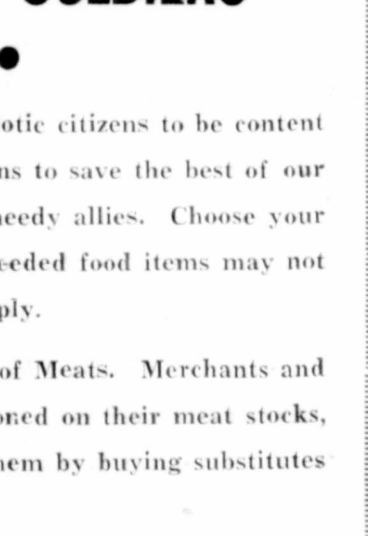 otic citizens to be content
ns to save the best of our
needy allies. Choose your
eeded food items may not
ply.
of Meats. Merchants and
oned on their meat stocks,
hem by buying substitutes